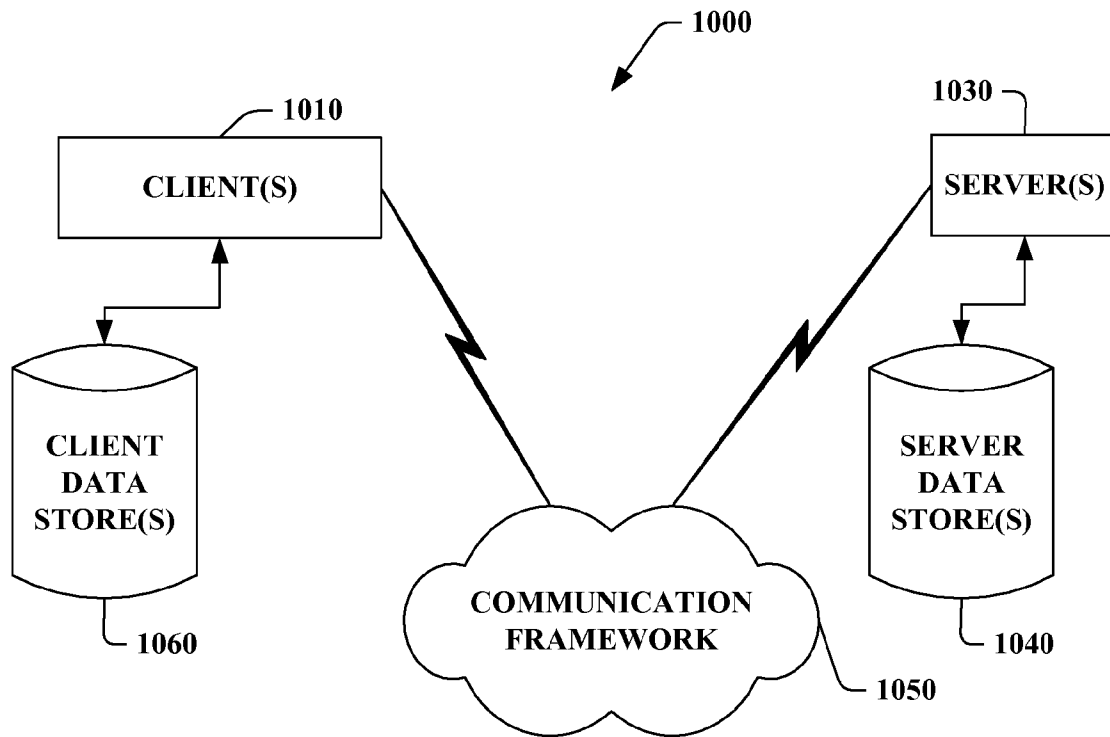 1000
1010
1030
CLIENT(S)
SERVER(S)
CLIENT
DATA
STORE(S)
SERVER
DATA
STORE(S)
COMMUNICATION
FRAMEWORK
1060
1040
1050